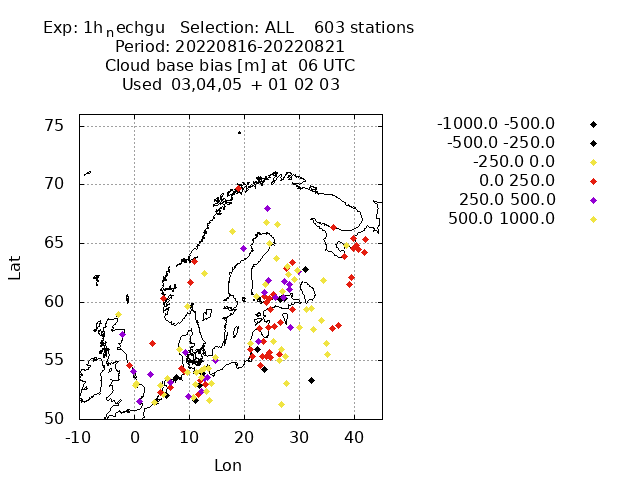 Exp: 1h nechgu   Selection: ALL    603 stations
Period: 20220816-20220821
Cloud base bias [m] at  06 UTC
Used  03,04,05  + 01 02 03
-1000.0 -500.0
-500.0 -250.0
-250.0 0.0
0.0 250.0
250.0 500.0
500.0 1000.0
75
70
65
60
55
50
Lat
-10 0 10 20 30 40
Lon